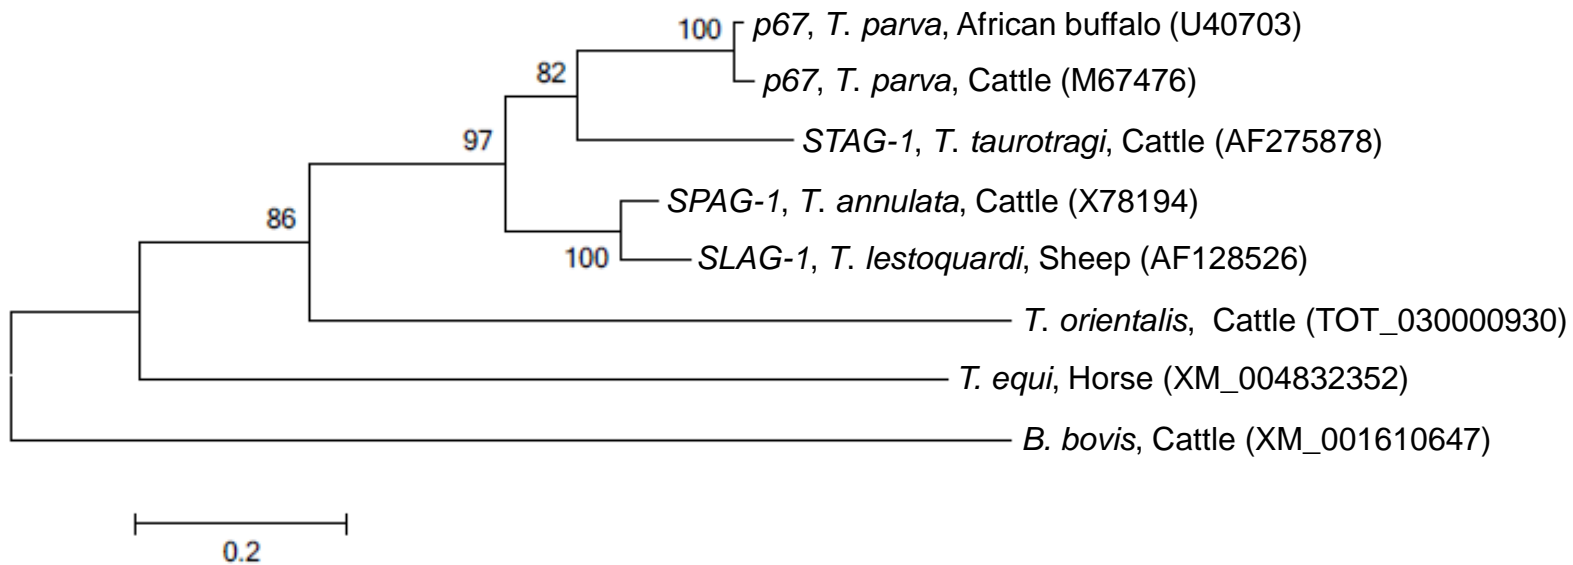 100
p67, T. parva, African buffalo (U40703)
82
p67, T. parva, Cattle (M67476)
97
STAG-1, T. taurotragi, Cattle (AF275878)
SPAG-1, T. annulata, Cattle (X78194)
86
100
SLAG-1, T. lestoquardi, Sheep (AF128526)
T. orientalis, Cattle (TOT_030000930)
T. equi, Horse (XM_004832352)
B. bovis, Cattle (XM_001610647)
0.2